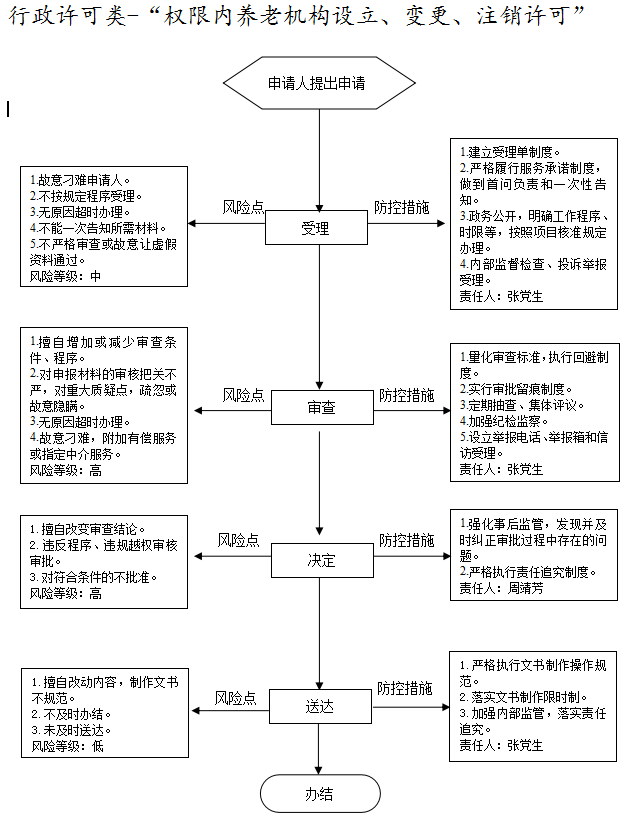 行政许可类-“权限内养老机构设立、变更、注销许可”
申请人提出申请
1.故意刁难申请人。
2.不按规定程序受理。
3.无原因超时办理。
4.不能一次告知所需材料。
5.不严格审查或故意让虚假
资料通过。
风险等级：中
风险点
受理
防控措施
1.建立受理单制度。
2.严格履行服务承诺制度，
做到首问负责和一次性告
知。
3.政务公开，明确工作程序、
时限等，按照项目核准规定
办理。
4.内部监督检查、投诉举报
受理。
责任人：张党生
1.擅自增加或减少审查条
件、程序。
2.对申报材料的审核把关不
严，对重大质疑点，疏忽或
故意隐瞒。
3.无原因超时办理。
4.故意刁难，附加有偿服务
或指定中介服务。
风险等级：高
风险点
审查
防控措施
1.量化审查标准，执行回避制
度。
2.实行审批留痕制度。
3.定期抽查、集体评议。
4.加强纪检监察。
5.设立举报电话、举报箱和信
访受理。
责任人：张党生
1. 擅自改变审查结论。
2. 违反程序、违规越权审核
审批。
3. 对符合条件的不批准。
风险等级：高
风险点
决定
防控措施
1.强化事后监管，发现并及
时纠正审批过程中存在的问
题。
2.严格执行责任追究制度。
责任人：周靖芳
1. 擅自改动内容，制作文书
不规范。
2. 不及时办结。
3. 未及时送达。
风险等级：低
风险点
送达
防控措施
1. 严格执行文书制作操作规
范。
2. 落实文书制作限时制。
3. 加强内部监管，落实责任
追究。
责任人：张党生
办结